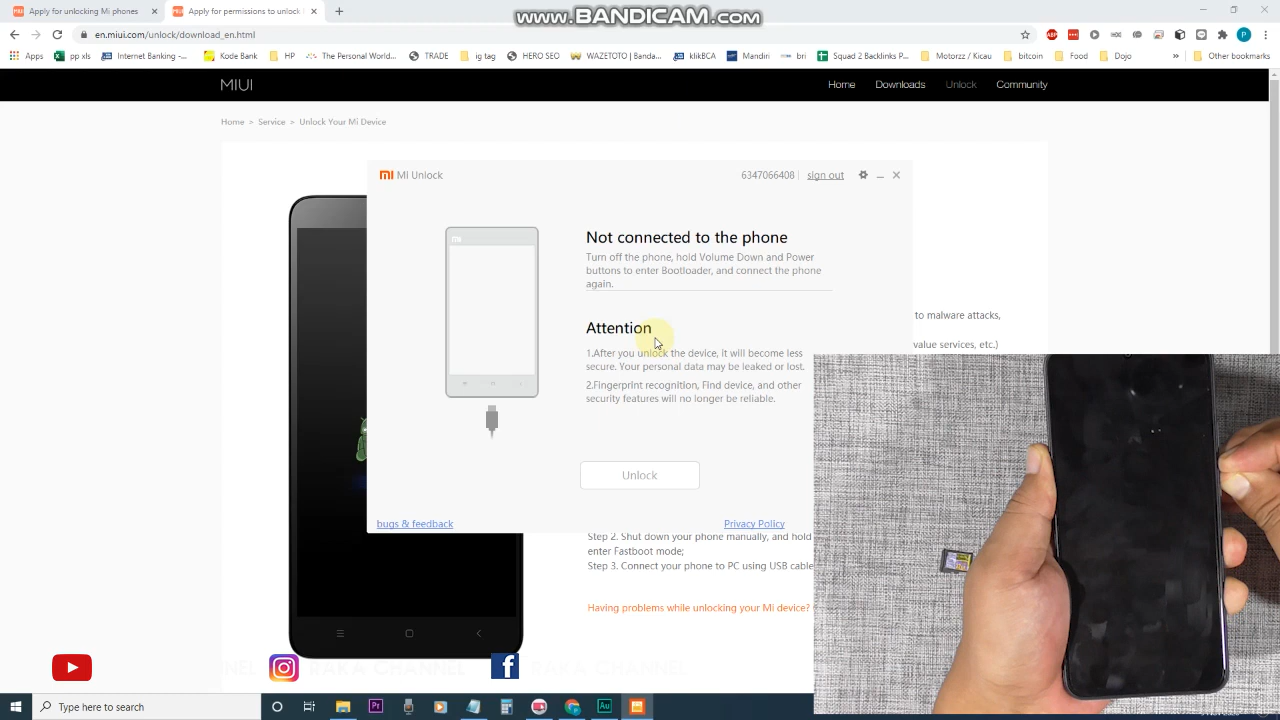 Apply for unlocking Mi phones
Apply for permissions to unlock
www.BANDICAM.com
en.miui.com/unlock/download_en.html
ABP
P
Apps
pp xls
Internet Banking -...
Kode Bank
HP
The Personal World...
TRADE
ig tag
HERO SEO
WAZETOTO | Banda...
klikBCA
Mandiri
Squad 2 Backlinks P...
Motorzz / Kicau
bitcoin
Food
Dojo
Other bookmarks
MIUI
Home
Downloads
Unlock
Community
Home > Service > Unlock Your Mi Device
Mi Unlock
6347066408
sign out
Not connected to the phone
Turn off the phone, hold Volume Down and Power
buttons to enter Bootloader, and connect the phone
again.
Attention
1.After you unlock the device, it will become less
secure. Your personal data may be leaked or lost.
2.Fingerprint recognition, Find device, and other
security features will no longer be reliable.
Unlock
bugs & feedback
Privacy Policy
to malware attacks,
value services, etc.)
Step 2. Shut down your phone manually, and hold
enter Fastboot mode;
Step 3. Connect your phone to PC using USB cable
Having problems while unlocking your Mi device?
RAKA CHANNEL
RAKA CHANNEL
Type here to search
Pr
Au